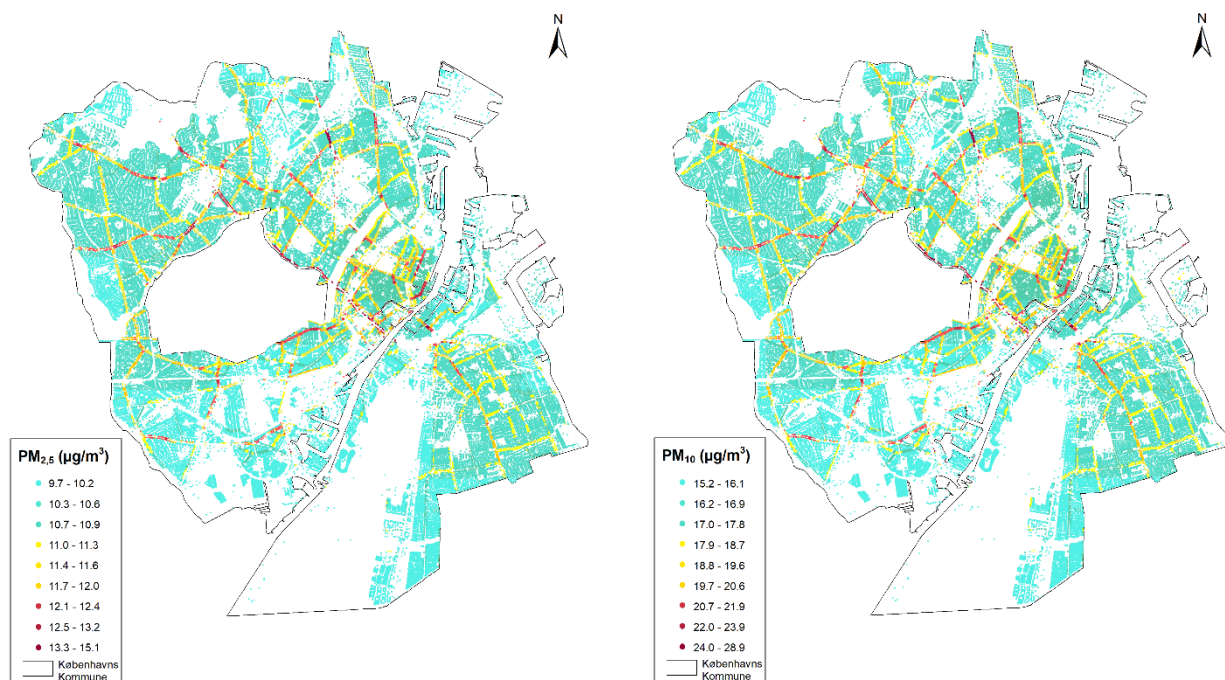 N
PM2,5 (µg/m³)
9.7 - 10.2
10.3 - 10.6
10.7 - 10.9
11.0 - 11.3
11.4 - 11.6
11.7 - 12.0
12.1 - 12.4
12.5 - 13.2
13.3 - 15.1
Københavns
Kommune
N
PM10 (µg/m³)
15.2 - 16.1
16.2 - 16.9
17.0 - 17.8
17.9 - 18.7
18.8 - 19.6
19.7 - 20.6
20.7 - 21.9
22.0 - 23.9
24.0 - 28.9
Københavns
Kommune